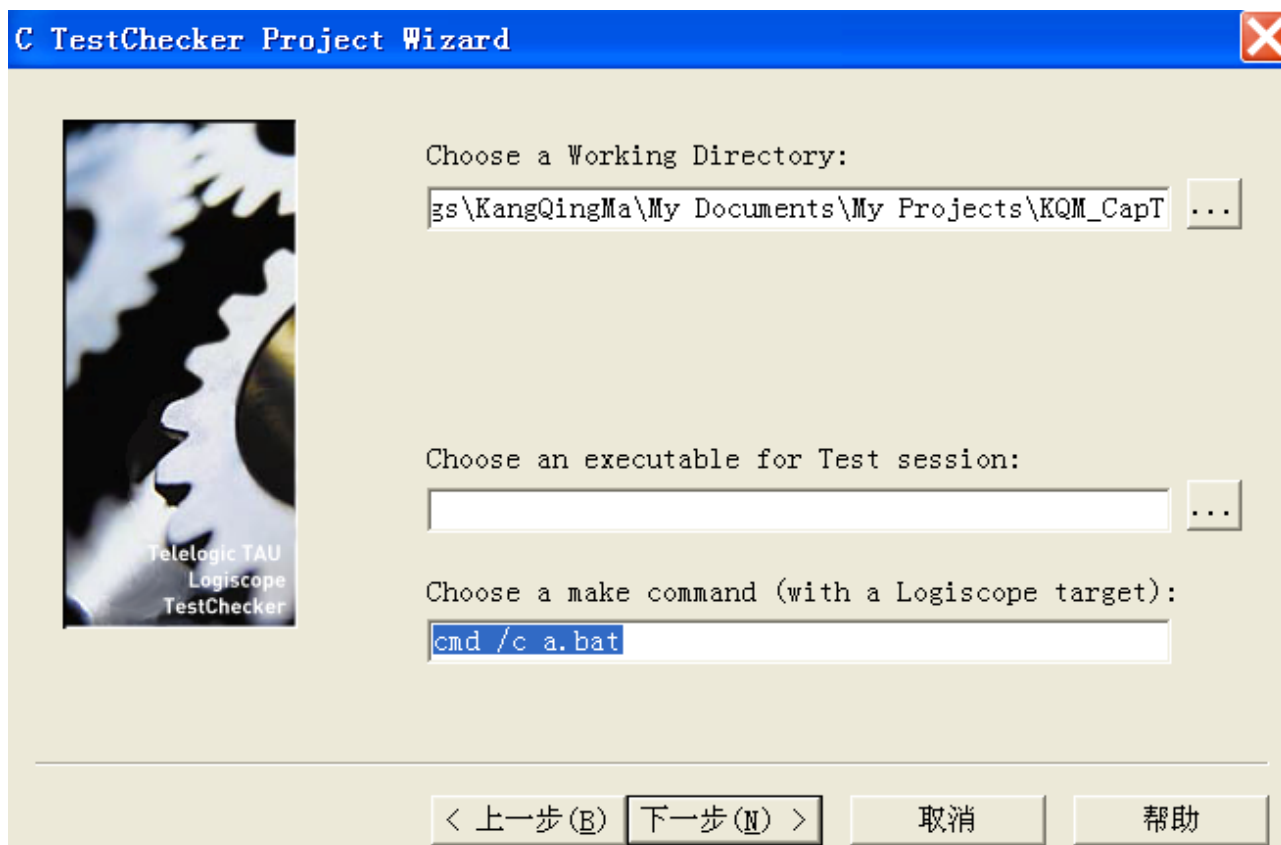 C TestChecker Project Wizard
Choose a Working Directory:
gs\KangQingMa\My Documents\My Projects\KQM_CapT
...
Choose an executable for Test session:
...
Telelogic TAU
Logiscope
TestChecker
Choose a make command (with a Logiscope target):
cmd /c a.bat
< 上一步(B)
下一步(N) >
取消
帮助